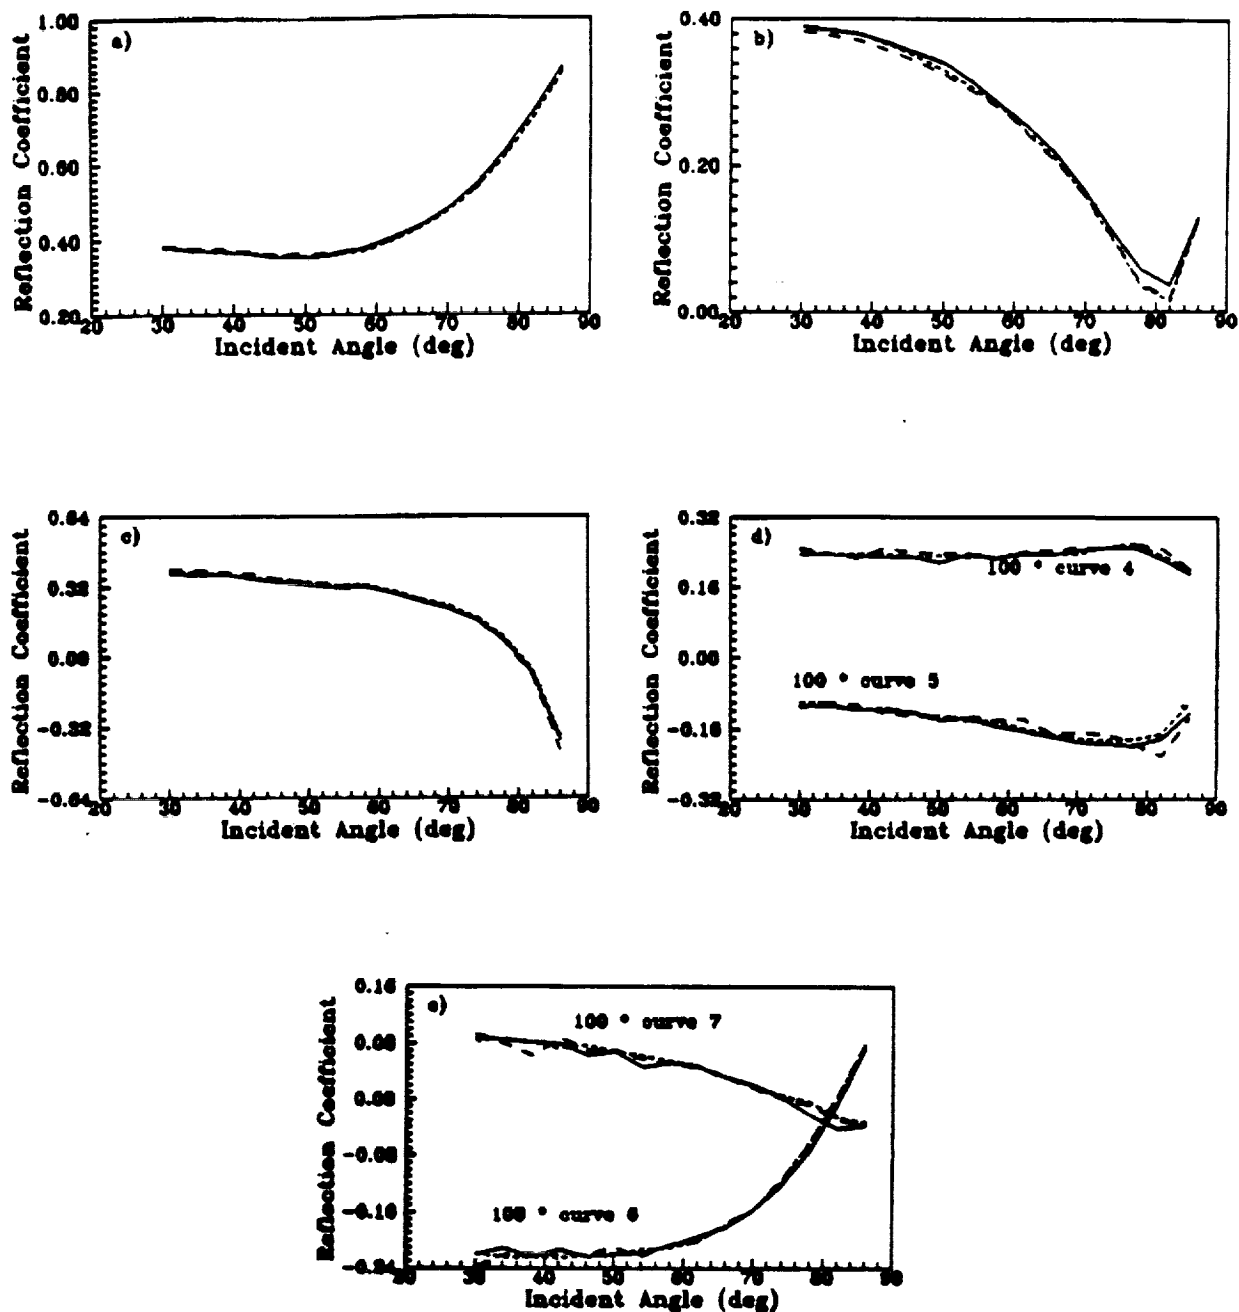 a)
Reflection Coefficient
1.00
0.80
0.60
0.40
0.20
20 30 40 50 60 70 80 90
Incident Angle (deg)
b)
Reflection Coefficient
0.40
0.20
0.00
20 30 40 50 60 70 80 90
Incident Angle (deg)
c)
Reflection Coefficient
0.64
0.32
0.00
-0.32
-0.64
20 30 40 50 60 70 80 90
Incident Angle (deg)
d)
Reflection Coefficient
0.32
0.16
0.00
-0.16
-0.32
100 * curve 4
100 * curve 5
20 30 40 50 60 70 80 90
Incident Angle (deg)
e)
Reflection Coefficient
0.16
0.08
0.00
-0.08
-0.16
-0.24
100 * curve 7
100 * curve 6
20 30 40 50 60 70 80 90
Incident Angle (deg)